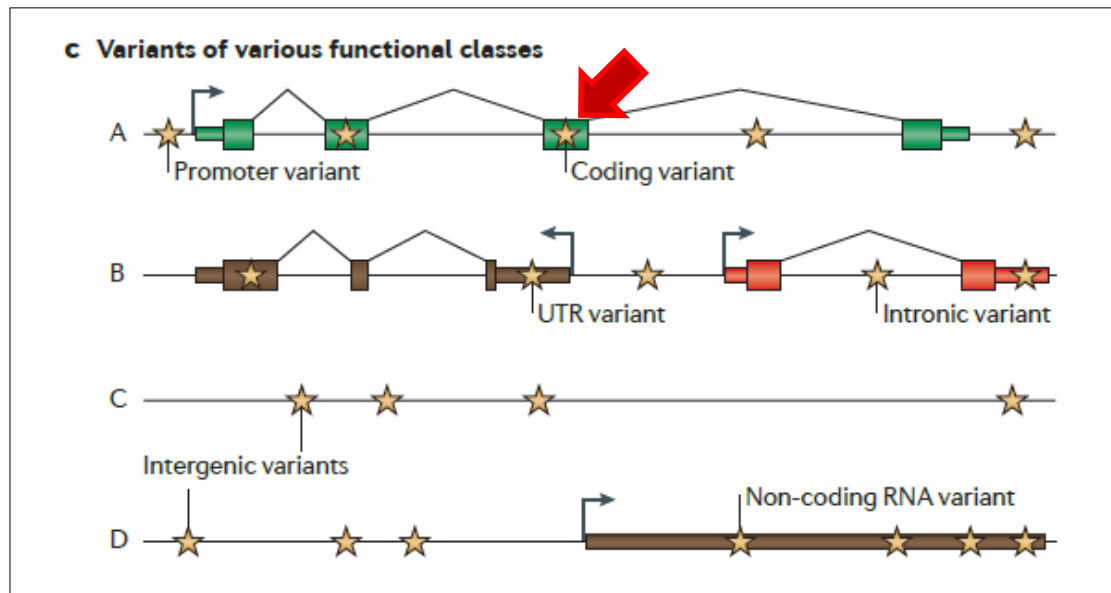 c Variants of various functional classes
A
Promoter variant
Coding variant
B
UTR variant
Intronic variant
C
Intergenic variants
Non-coding RNA variant
D